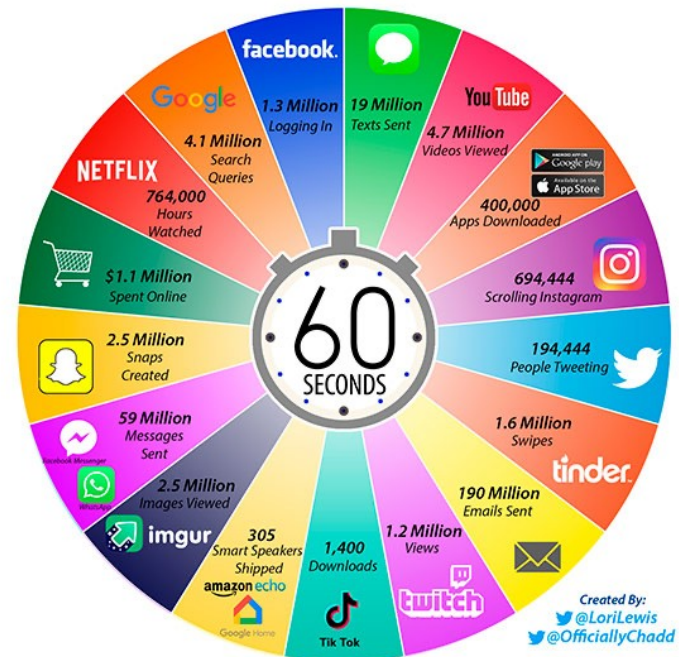 facebook.
1.3 Million
Logging In
19 Million
Texts Sent
You Tube
4.7 Million
Videos Viewed
ANDROID APP ON
Google play
Available on the
App Store
400,000
Apps Downloaded
694,444
Scrolling Instagram
194,444
People Tweeting
1.6 Million
Swipes
tinder.
190 Million
Emails Sent
1.2 Million
Views
twitch
1,400
Downloads
Tik Tok
305
Smart Speakers
Shipped
amazon echo
Google Home
2.5 Million
Images Viewed
imgur
59 Million
Messages
Sent
Facebook Messenger
WhatsApp
2.5 Million
Snaps
Created
$1.1 Million
Spent Online
NETFLIX
764,000
Hours
Watched
Google
4.1 Million
Search
Queries
60
SECONDS
Created By:
@LoriLewis
@OfficiallyChadd